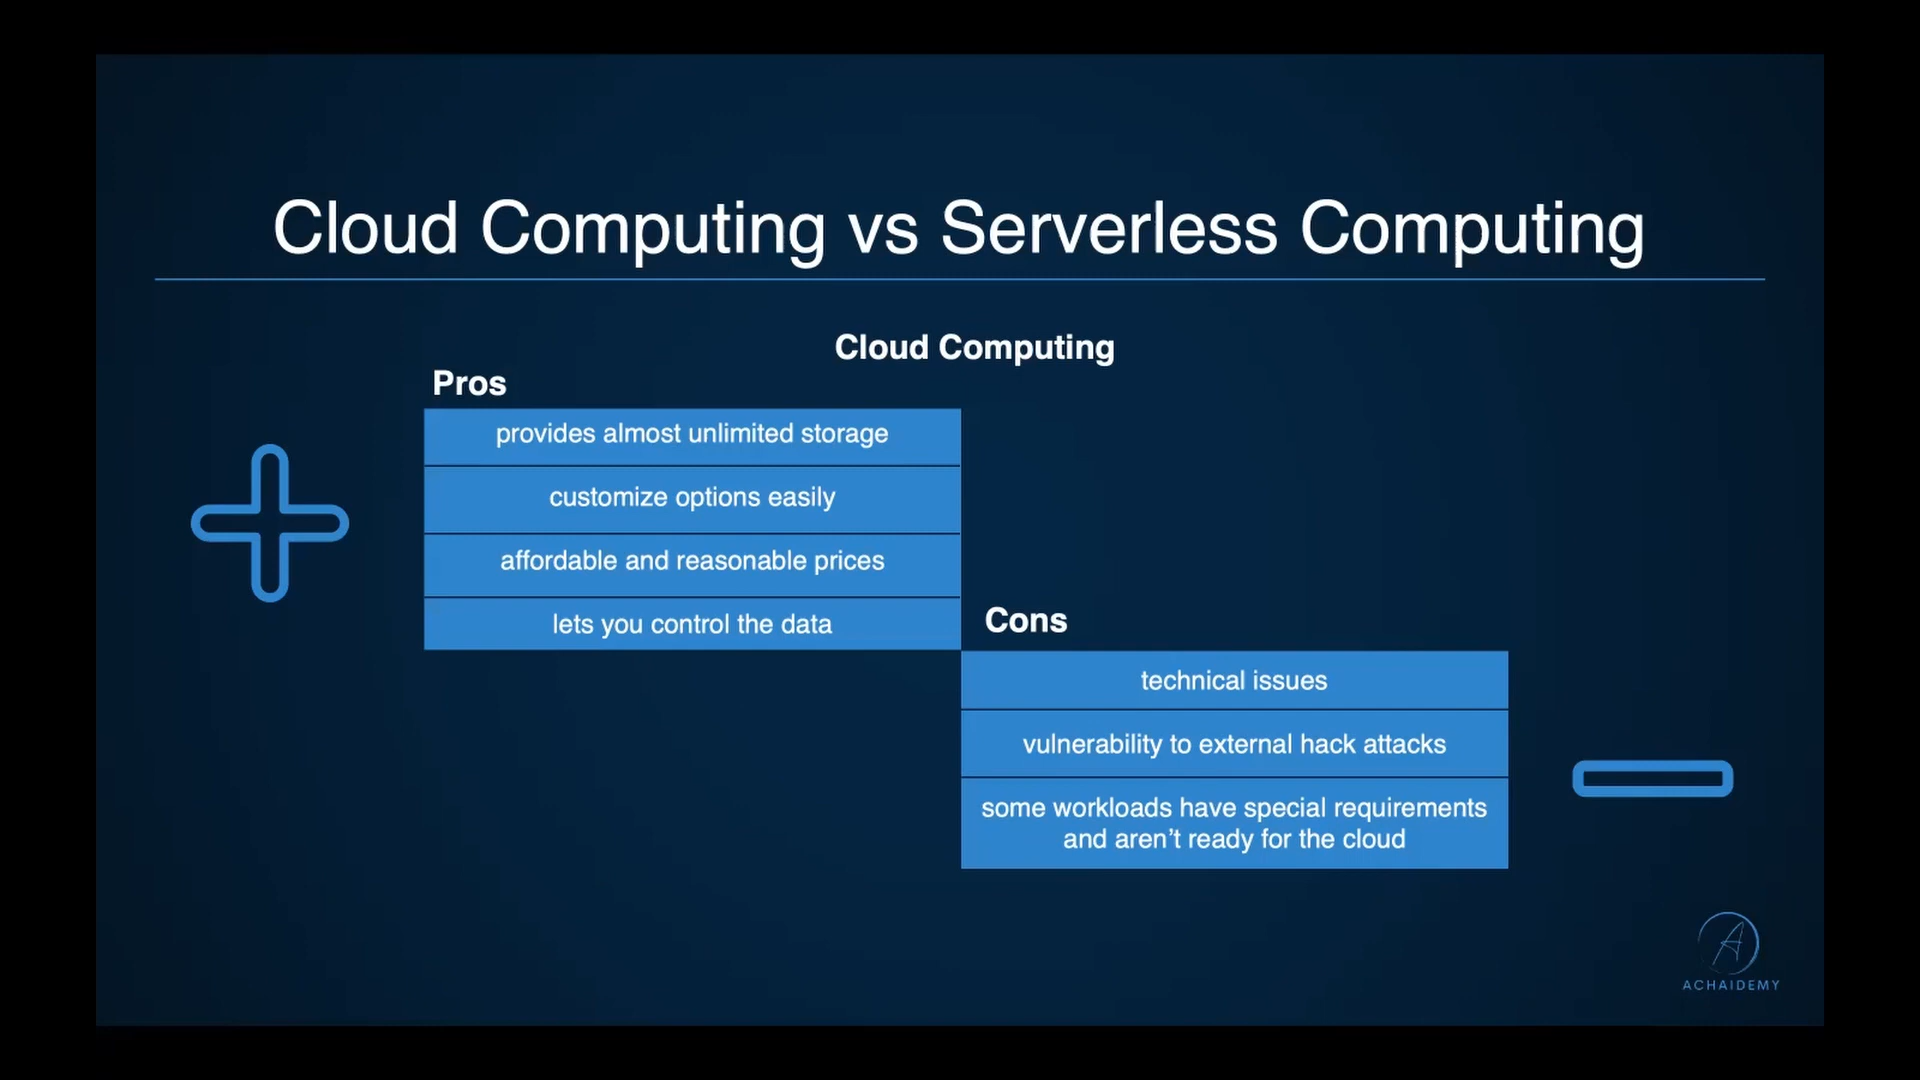 Cloud Computing vs Serverless Computing
Cloud Computing
Pros
provides almost unlimited storage
customize options easily
affordable and reasonable prices
lets you control the data
Cons
technical issues
vulnerability to external hack attacks
some workloads have special requirements
and aren't ready for the cloud
A
ACHAIDEMY